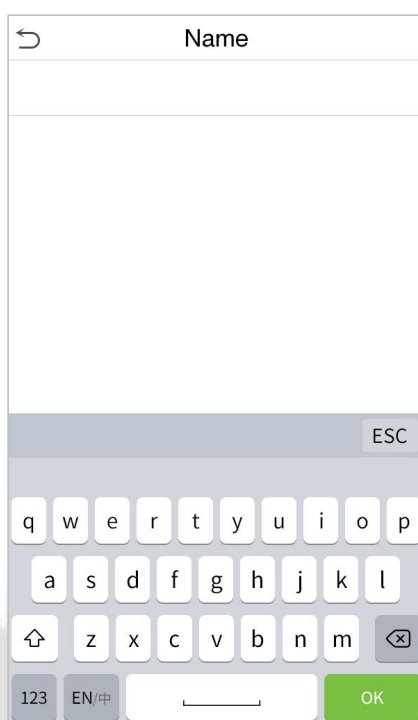 Name
ESC
q w e r t y u i o p
a s d f g h j k l
z x c v b n m
123 EN/中 OK